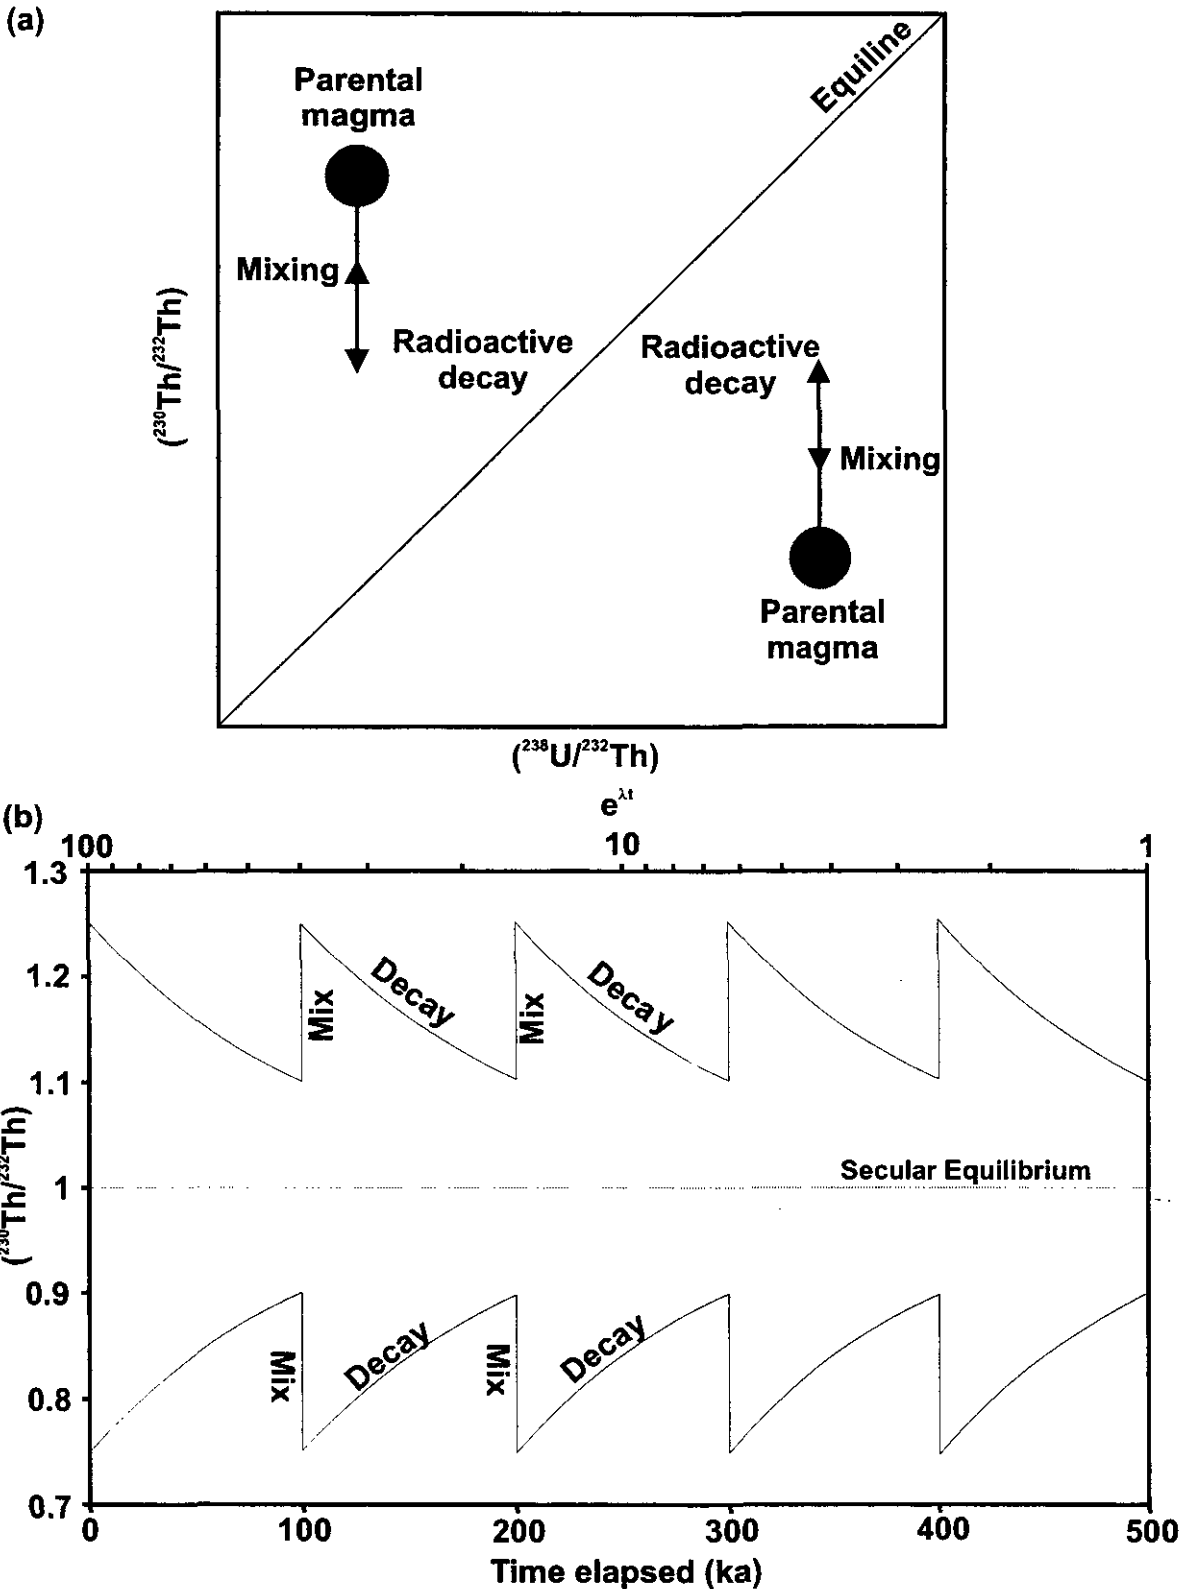 (a)
Parental
magma
Equiline
Mixing
Radioactive
decay
Radioactive
decay
Mixing
Parental
magma
(²³⁰Th/²³²Th)
(²³⁸U/²³²Th)
(b)
e^λt
100 10 1
1.3
1.2
1.1
1
0.9
0.8
0.7
Mix
Decay
Mix
Decay
Secular Equilibrium
Mix
Decay
Mix
Decay
(²³⁰Th/²³²Th)
0 100 200 300 400 500
Time elapsed (ka)